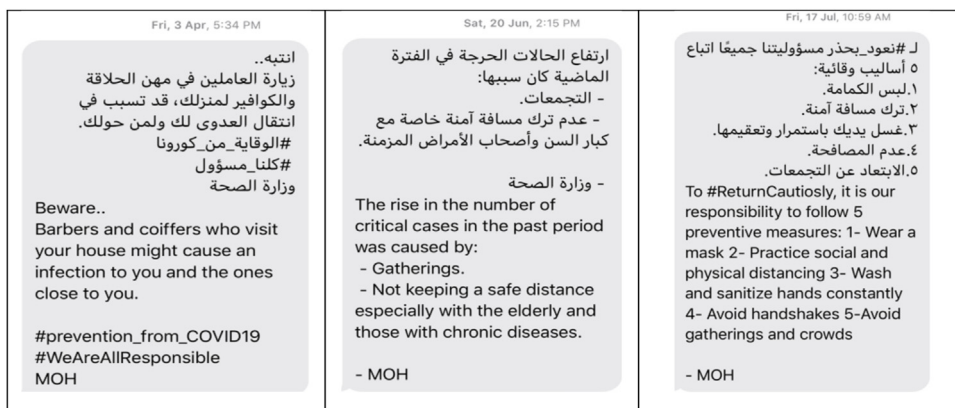 Fri, 3 Apr, 5:34 PM
انتبه..
زيارة العاملين في مهن الحلاقة
والكوافير لمنزلك، قد تسبب في
انتقال العدوى لك ولمن حولك.
#الوقاية_من_كورونا
#كلنا_مسؤول
وزارة الصحة
Beware..
Barbers and coiffers who visit
your house might cause an
infection to you and the ones
close to you.
#prevention_from_COVID19
#WeAreAllResponsible
MOH
Sat, 20 Jun, 2:15 PM
ارتفاع الحالات الحرجة في الفترة
الماضية كان سببها:
- التجمعات.
- عدم ترك مسافة آمنة خاصة مع
كبار السن وأصحاب الأمراض المزمنة.
- وزارة الصحة
The rise in the number of
critical cases in the past period
was caused by:
- Gatherings.
- Not keeping a safe distance
especially with the elderly and
those with chronic diseases.
- MOH
Fri, 17 Jul, 10:59 AM
لـ #نعود_بحذر مسؤوليتنا جميعًا اتباع
٥ أساليب وقائية:
١.لبس الكمامة.
٢.ترك مسافة آمنة.
٣.غسل يديك باستمرار وتعقيمها.
٤.عدم المصافحة.
٥.الابتعاد عن التجمعات.
To #ReturnCautiosly, it is our
responsibility to follow 5
preventive measures: 1- Wear a
mask 2- Practice social and
physical distancing 3- Wash
and sanitize hands constantly
4- Avoid handshakes 5-Avoid
gatherings and crowds
- MOH